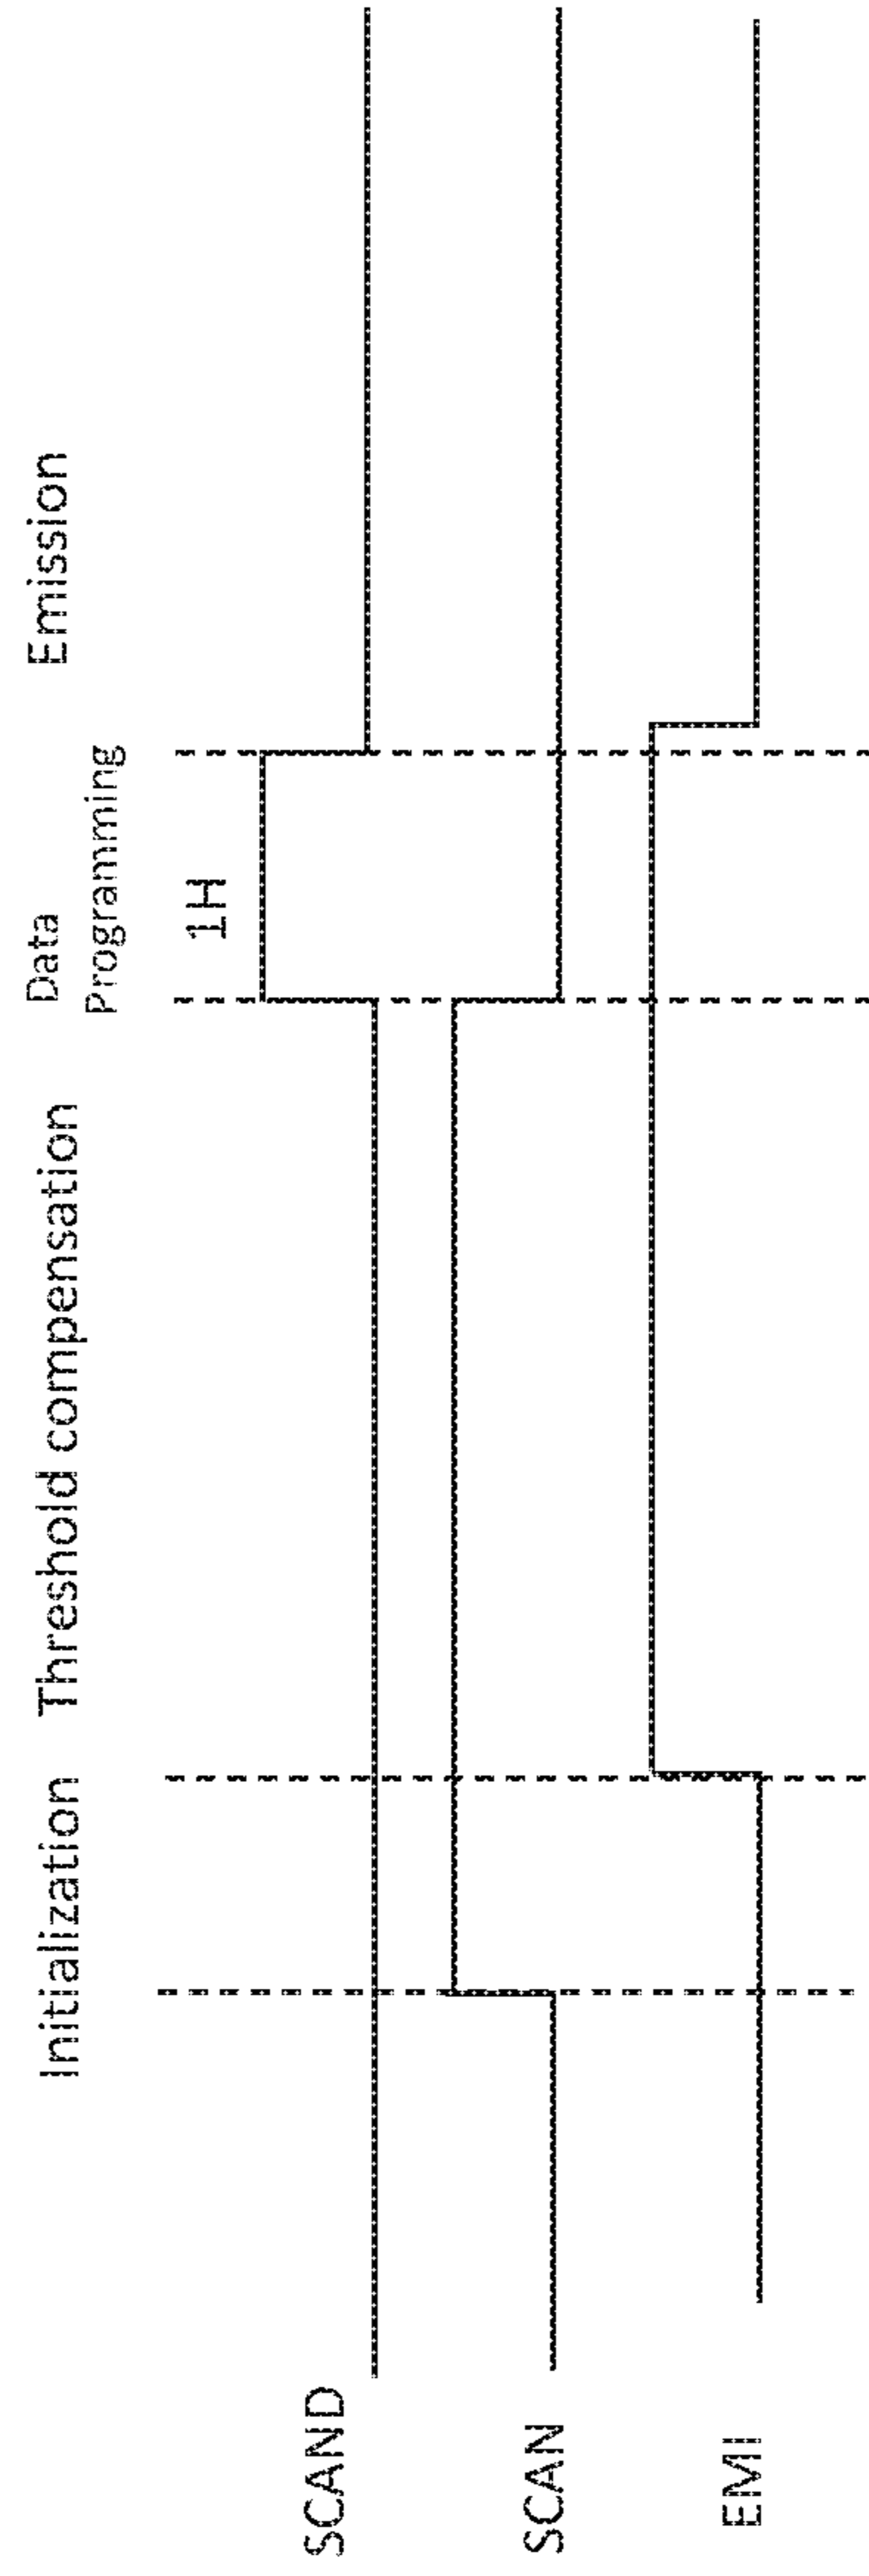 Initialization
Threshold compensation
Data
Programming
Emission
1H
SCAND
SCAN
EMI